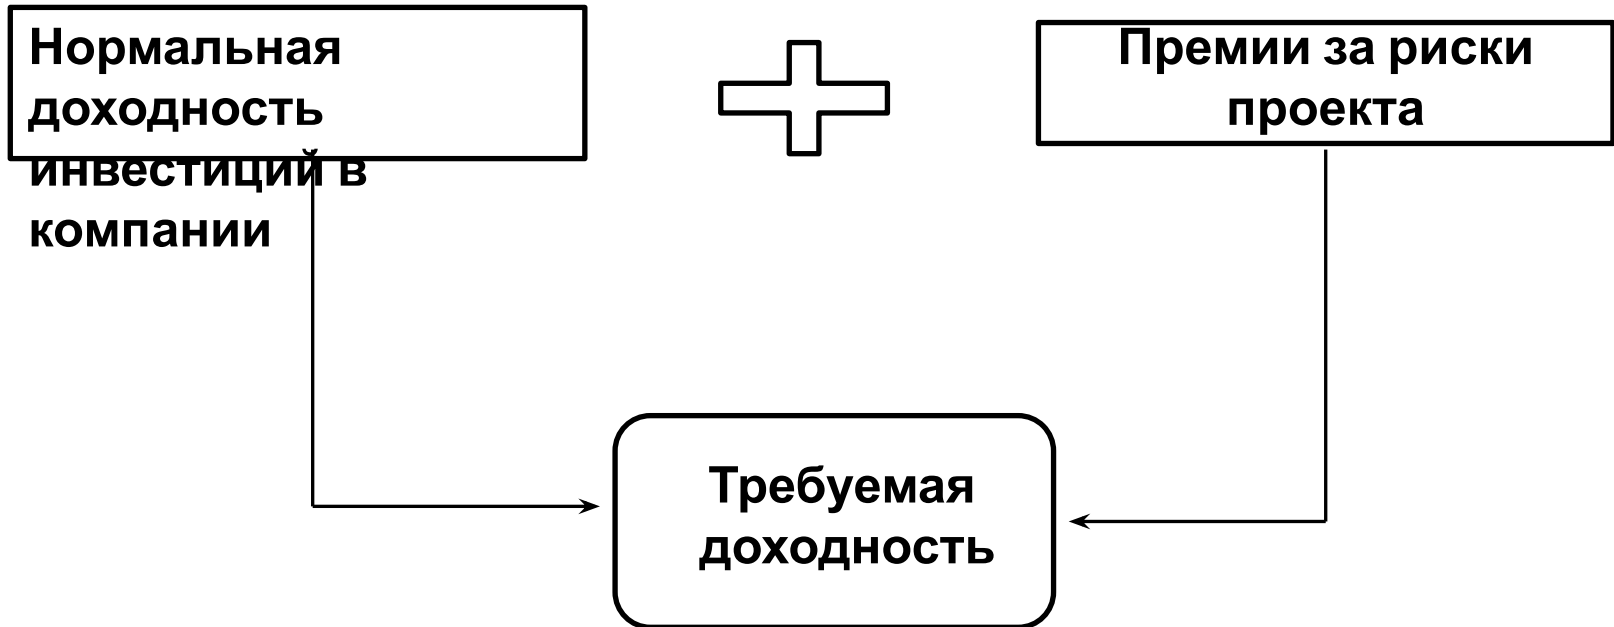 Нормальная
доходность
инвестиций в
компании
Премии за риски
проекта
Требуемая
доходность